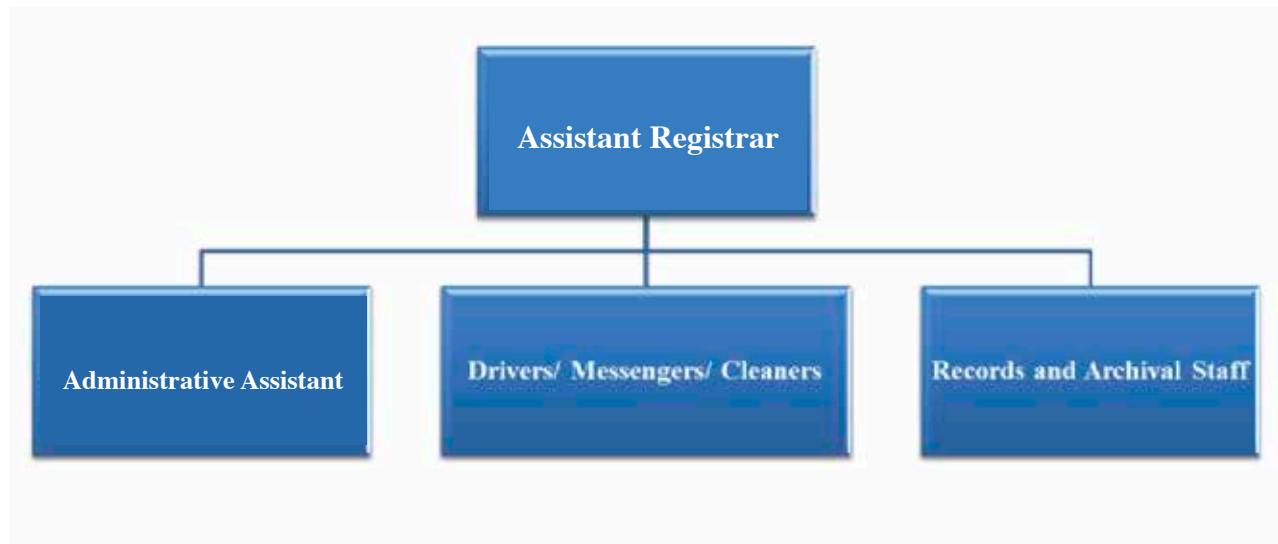 Assistant Registrar
Administrative Assistant
Drivers/ Messengers/ Cleaners
Records and Archival Staff